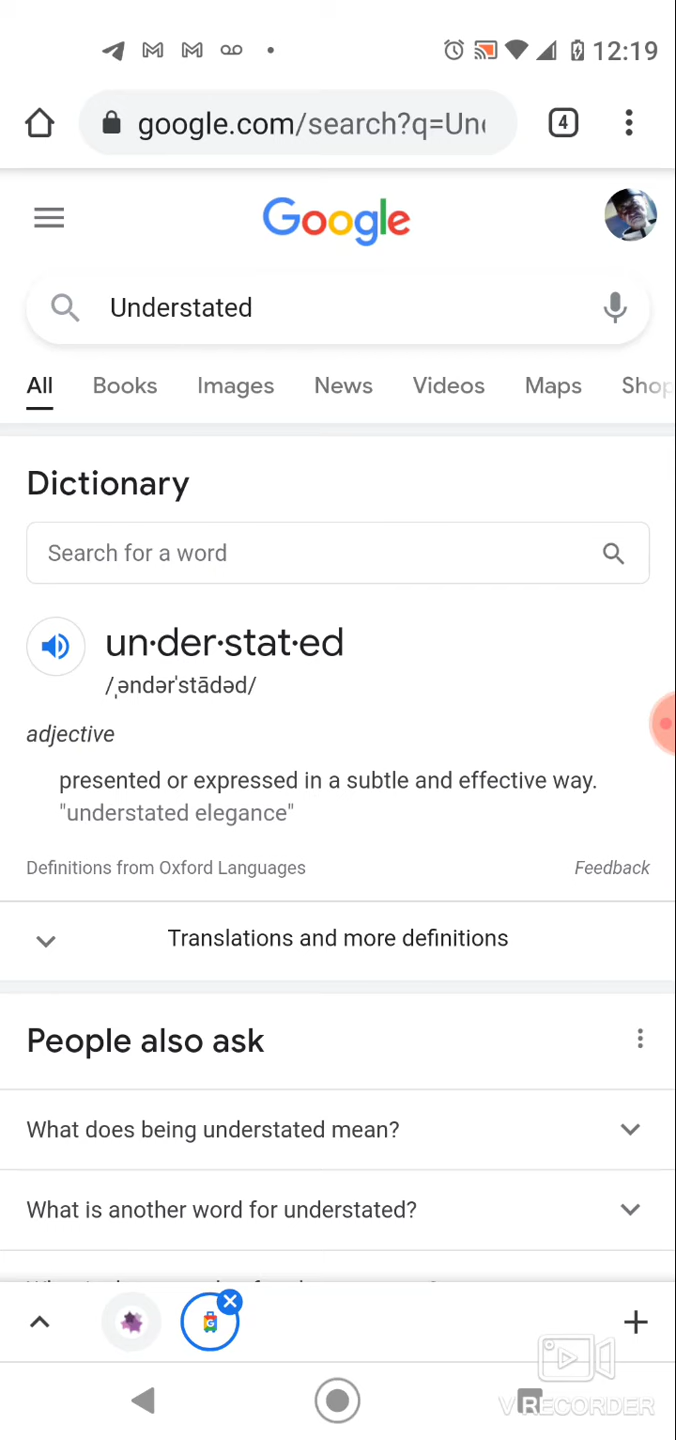 12:19
google.com/search?q=Un
4
Google
Understated
All Books Images News Videos Maps Shop
Dictionary
Search for a word
un·der·stat·ed
/ˌəndərˈstādəd/
adjective
presented or expressed in a subtle and effective way.
"understated elegance"
Definitions from Oxford Languages Feedback
Translations and more definitions
People also ask
What does being understated mean?
What is another word for understated?
VRECORDER